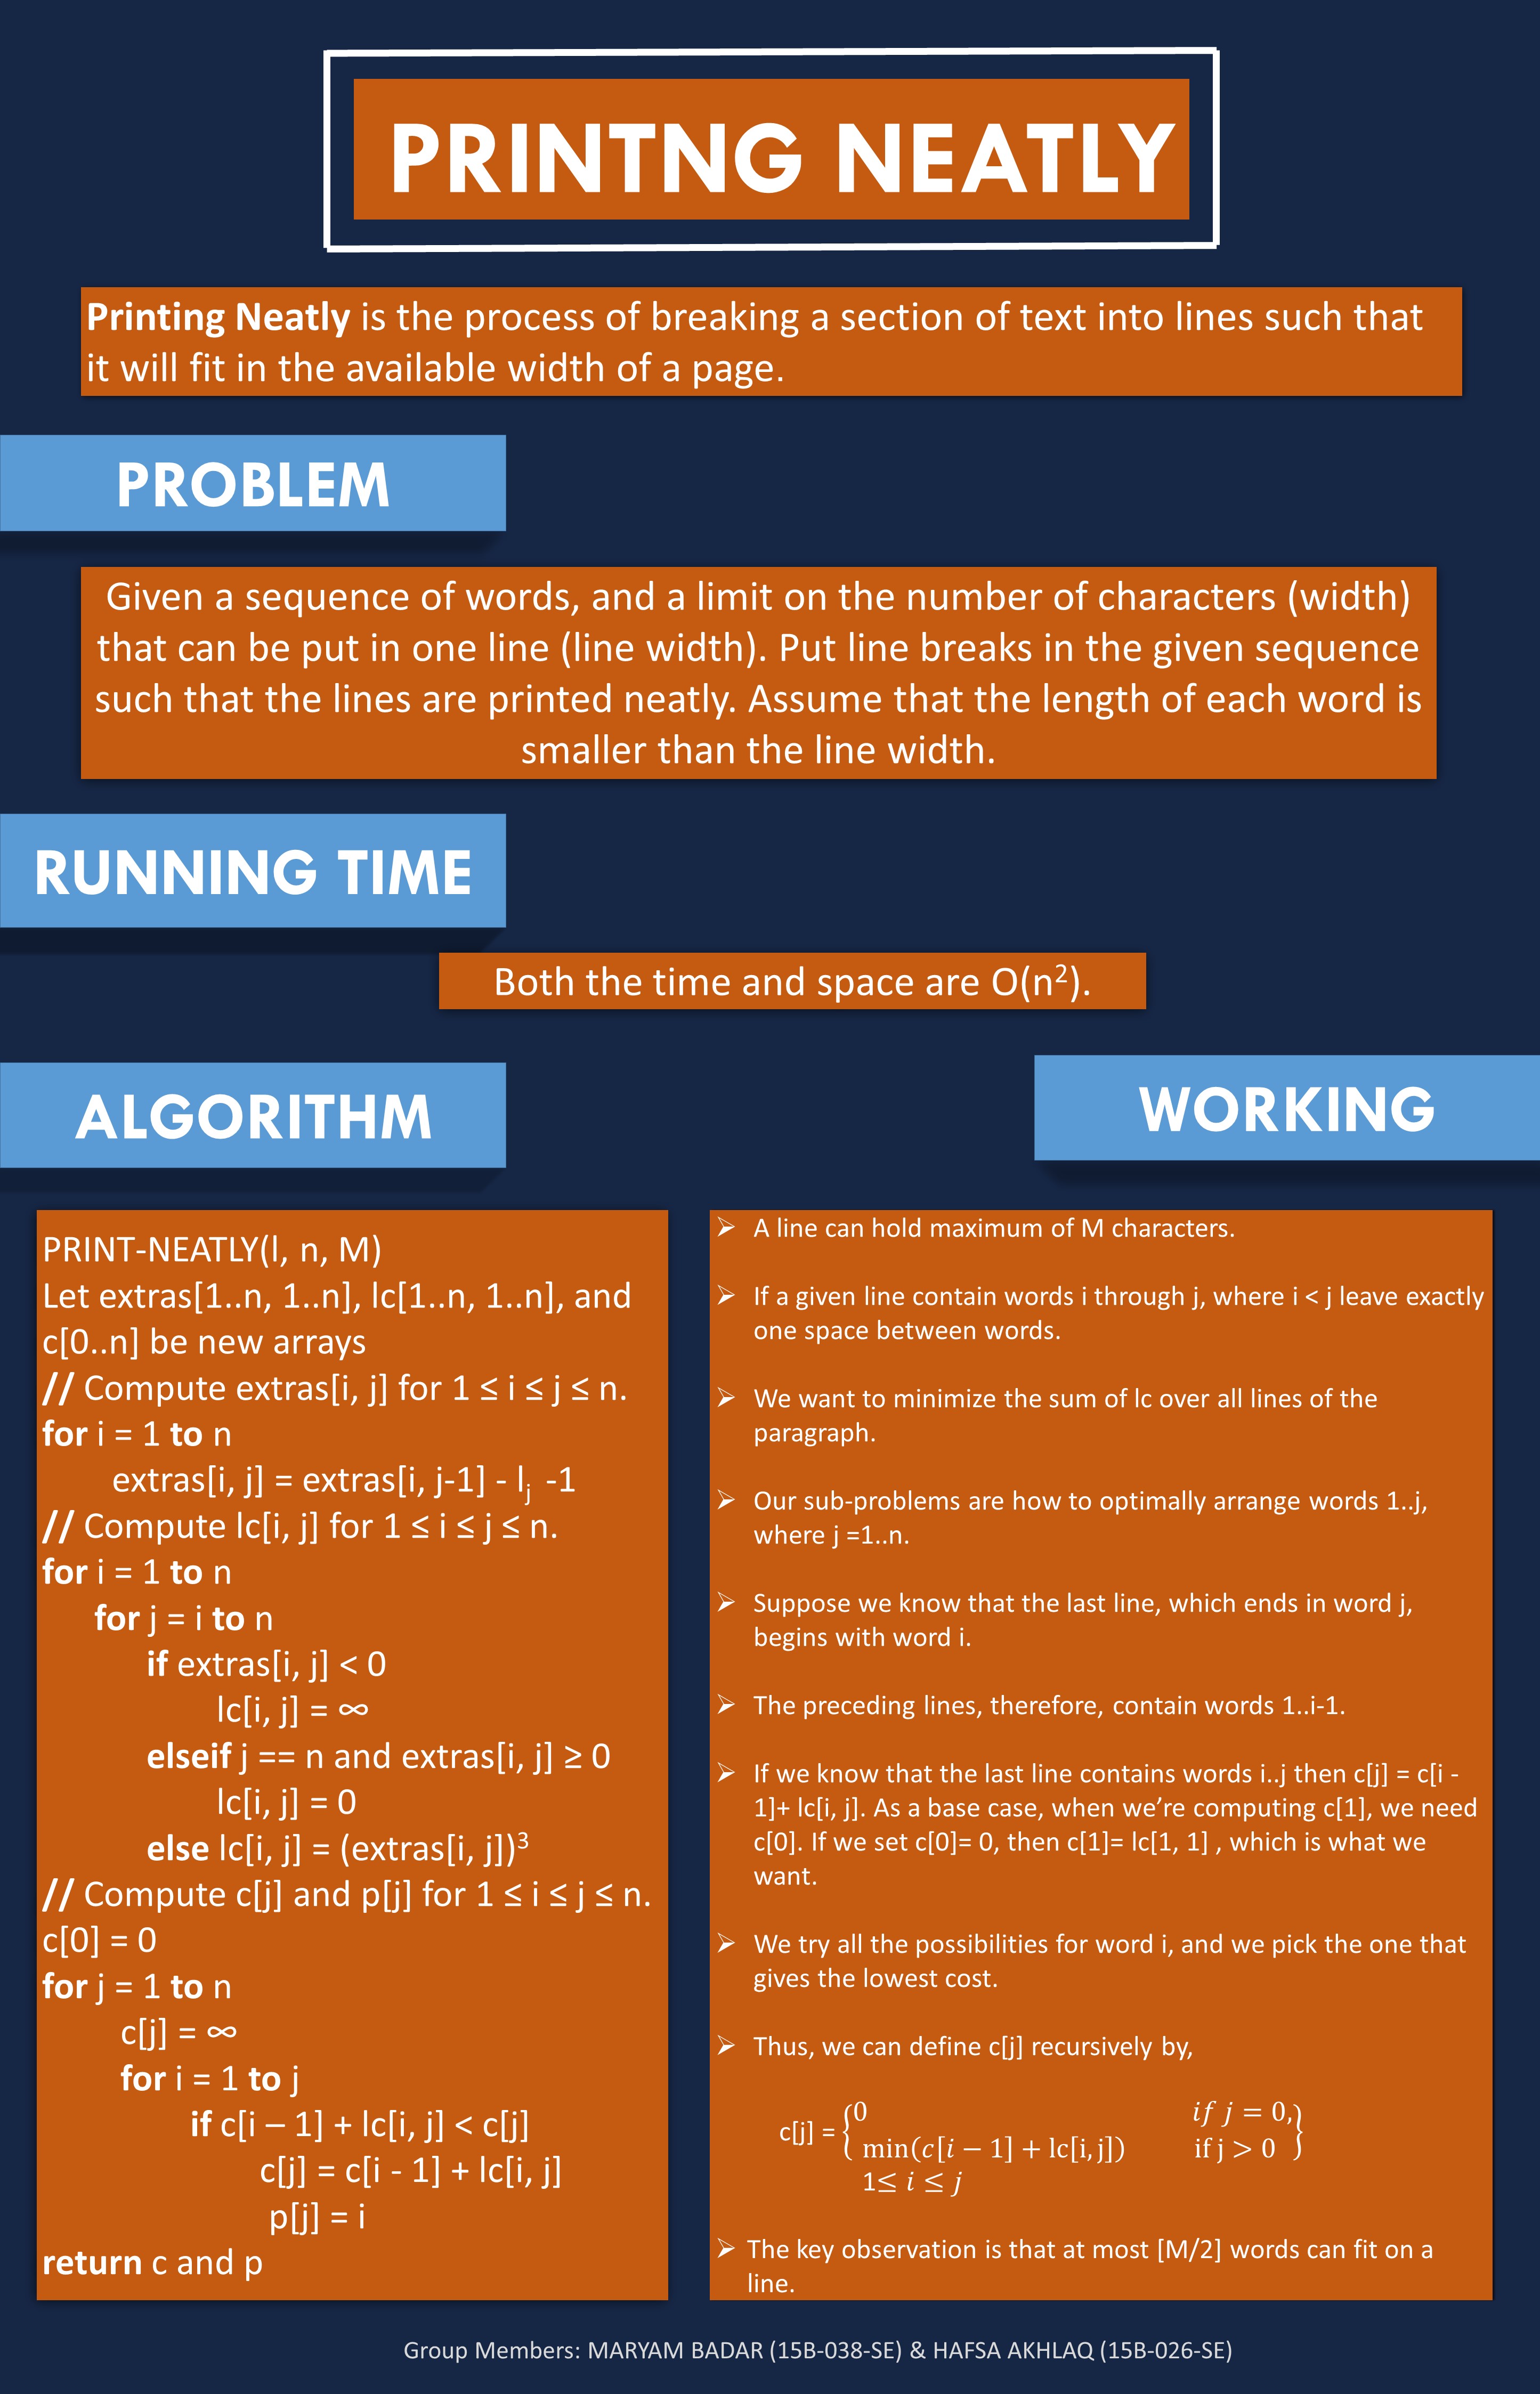 PRINTNG NEATLY
Printing Neatly is the process of breaking a section of text into lines such that
it will fit in the available width of a page.
PROBLEM
Given a sequence of words, and a limit on the number of characters (width)
that can be put in one line (line width). Put line breaks in the given sequence
such that the lines are printed neatly. Assume that the length of each word is
smaller than the line width.
RUNNING TIME
Both the time and space are O(n²).
ALGORITHM
PRINT-NEATLY(l, n, M)
Let extras[1..n, 1..n], lc[1..n, 1..n], and
c[0..n] be new arrays
// Compute extras[i, j] for 1 ≤ i ≤ j ≤ n.
for i = 1 to n
extras[i, j] = extras[i, j-1] - lⱼ -1
// Compute lc[i, j] for 1 ≤ i ≤ j ≤ n.
for i = 1 to n
for j = i to n
if extras[i, j] < 0
lc[i, j] = ∞
elseif j == n and extras[i, j] ≥ 0
lc[i, j] = 0
else lc[i, j] = (extras[i, j])³
// Compute c[j] and p[j] for 1 ≤ i ≤ j ≤ n.
c[0] = 0
for j = 1 to n
c[j] = ∞
for i = 1 to j
if c[i – 1] + lc[i, j] < c[j]
c[j] = c[i - 1] + lc[i, j]
p[j] = i
return c and p
WORKING
➢ A line can hold maximum of M characters.
➢ If a given line contain words i through j, where i < j leave exactly
one space between words.
➢ We want to minimize the sum of lc over all lines of the
paragraph.
➢ Our sub-problems are how to optimally arrange words 1..j,
where j =1..n.
➢ Suppose we know that the last line, which ends in word j,
begins with word i.
➢ The preceding lines, therefore, contain words 1..i-1.
➢ If we know that the last line contains words i..j then c[j] = c[i -
1]+ lc[i, j]. As a base case, when we’re computing c[1], we need
c[0]. If we set c[0]= 0, then c[1]= lc[1, 1] , which is what we
want.
➢ We try all the possibilities for word i, and we pick the one that
gives the lowest cost.
➢ Thus, we can define c[j] recursively by,
c[j] = {0 if j = 0,}
min(c[i − 1] + lc[i,j]) if j > 0
1≤ i ≤ j
➢ The key observation is that at most [M/2] words can fit on a
line.
Group Members: MARYAM BADAR (15B-038-SE) & HAFSA AKHLAQ (15B-026-SE)